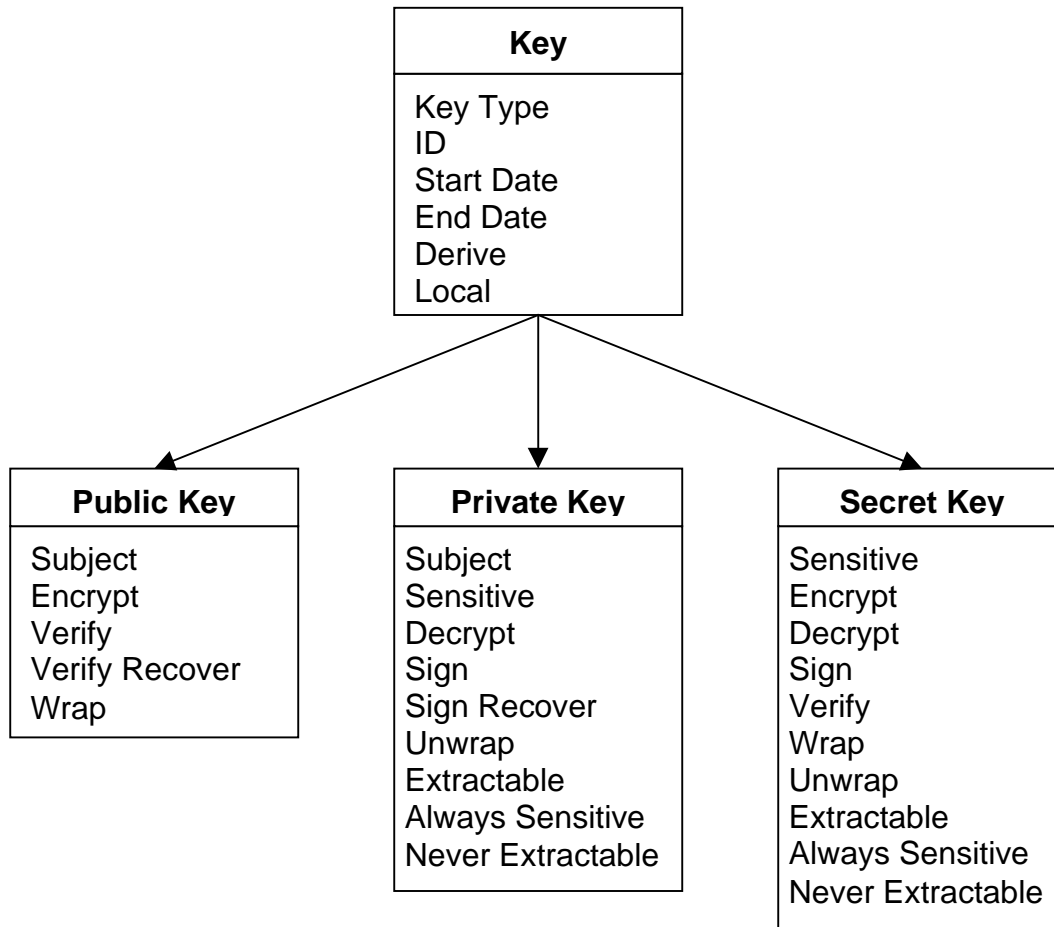 Key
Key Type
ID
Start Date
End Date
Derive
Local
Public Key
Subject
Encrypt
Verify
Verify Recover
Wrap
Private Key
Subject
Sensitive
Decrypt
Sign
Sign Recover
Unwrap
Extractable
Always Sensitive
Never Extractable
Secret Key
Sensitive
Encrypt
Decrypt
Sign
Verify
Wrap
Unwrap
Extractable
Always Sensitive
Never Extractable